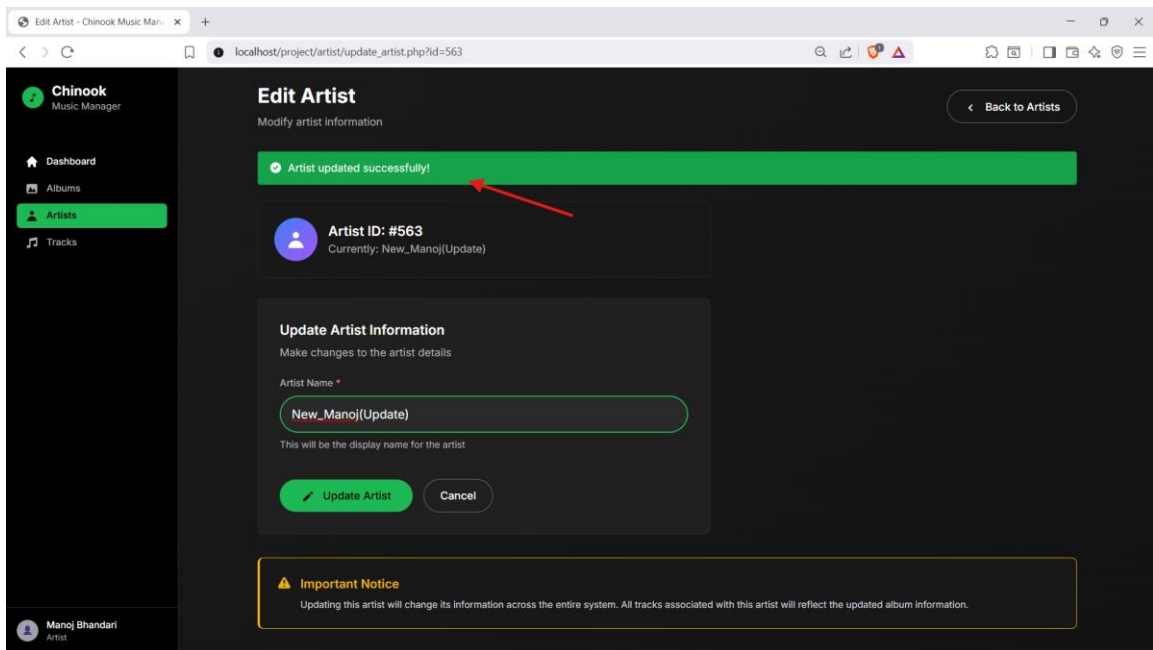 Edit Artist - Chinook Music Man
localhost/project/artist/update_artist.php?id=563
Chinook
Music Manager
Dashboard
Albums
Artists
Tracks
Manoj Bhandari
Artist
Edit Artist
Modify artist information
Back to Artists
Artist updated successfully!
Artist ID: #563
Currently: New_Manoj(Update)
Update Artist Information
Make changes to the artist details
Artist Name *
New_Manoj(Update)
This will be the display name for the artist
Update Artist
Cancel
Important Notice
Updating this artist will change its information across the entire system. All tracks associated with this artist will reflect the updated album information.